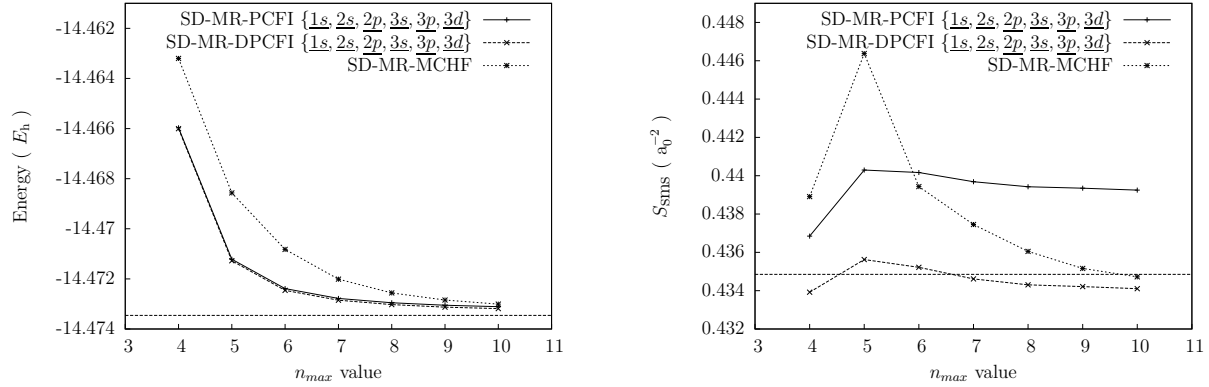 SD-MR-PCFI {1s, 2s, 2p, 3s, 3p, 3d}
SD-MR-DPCFI {1s, 2s, 2p, 3s, 3p, 3d}
SD-MR-MCHF
Energy ( E_h )
-14.462
-14.464
-14.466
-14.468
-14.47
-14.472
-14.474
3 4 5 6 7 8 9 10 11
n_max value
SD-MR-PCFI {1s, 2s, 2p, 3s, 3p, 3d}
SD-MR-DPCFI {1s, 2s, 2p, 3s, 3p, 3d}
SD-MR-MCHF
S_sms ( a_0^{-2} )
0.448
0.446
0.444
0.442
0.44
0.438
0.436
0.434
0.432
3 4 5 6 7 8 9 10 11
n_max value